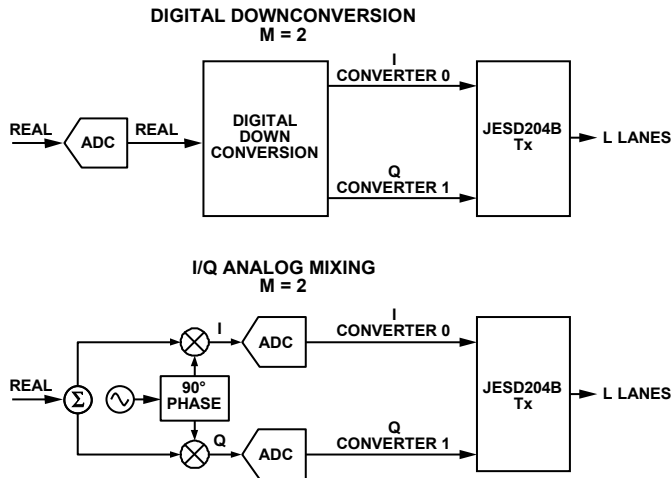 DIGITAL DOWNCONVERSION
M = 2
I
CONVERTER 0
REAL
ADC
REAL
DIGITAL
DOWN
CONVERSION
JESD204B
Tx
L LANES
Q
CONVERTER 1
I/Q ANALOG MIXING
M = 2
I
ADC
I
CONVERTER 0
REAL
Σ
90°
PHASE
JESD204B
Tx
L LANES
Q
ADC
Q
CONVERTER 1